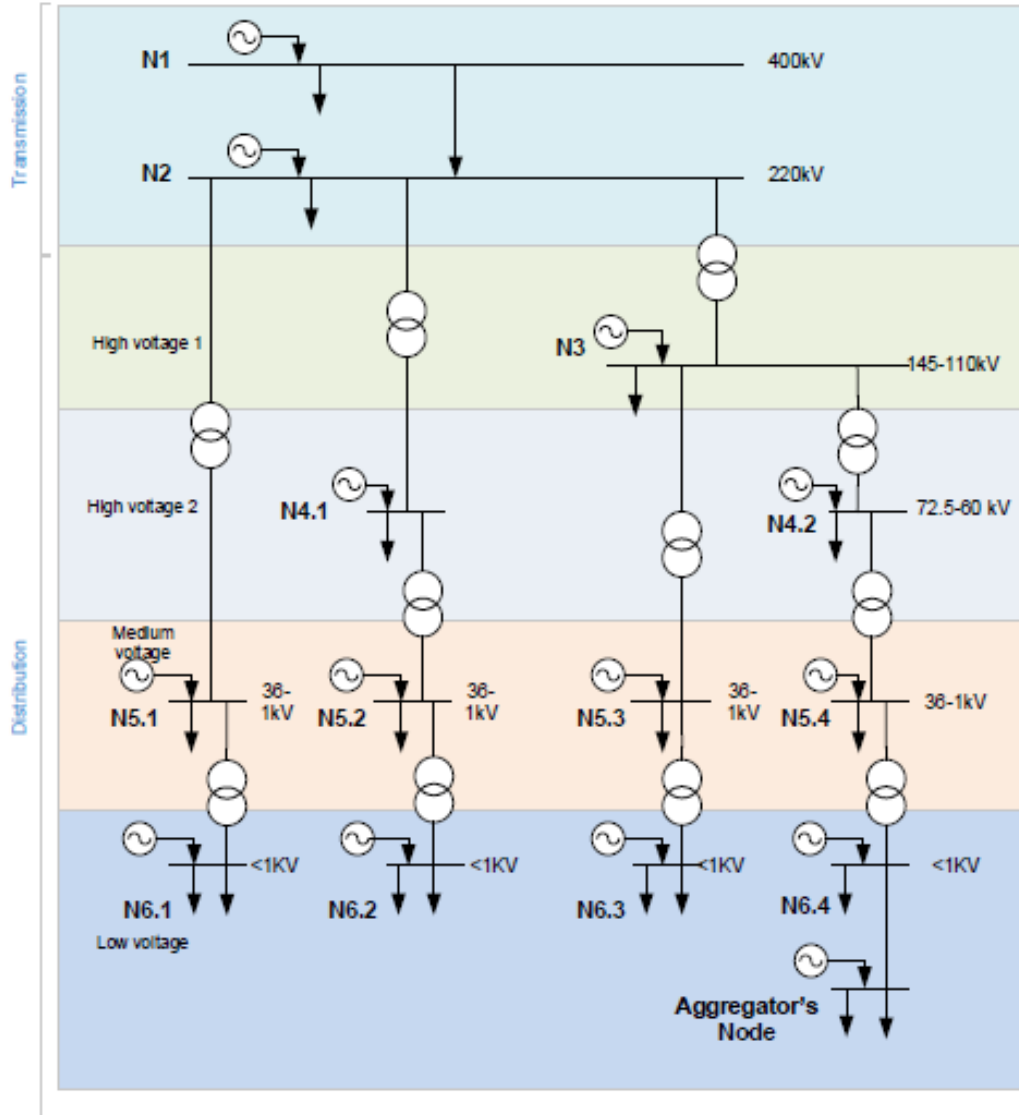 Transmission
N1
400kV
N2
220kV
High voltage 1
N3
145-110kV
High voltage 2
N4.1
N4.2
72.5-60 kV
Distribution
Medium
voltage
N5.1
36-
1kV
N5.2
36-
1kV
N5.3
36-
1kV
N5.4
36-1kV
<1KV
<1KV
<1KV
<1KV
N6.1
N6.2
N6.3
N6.4
Low voltage
Aggregator's
Node